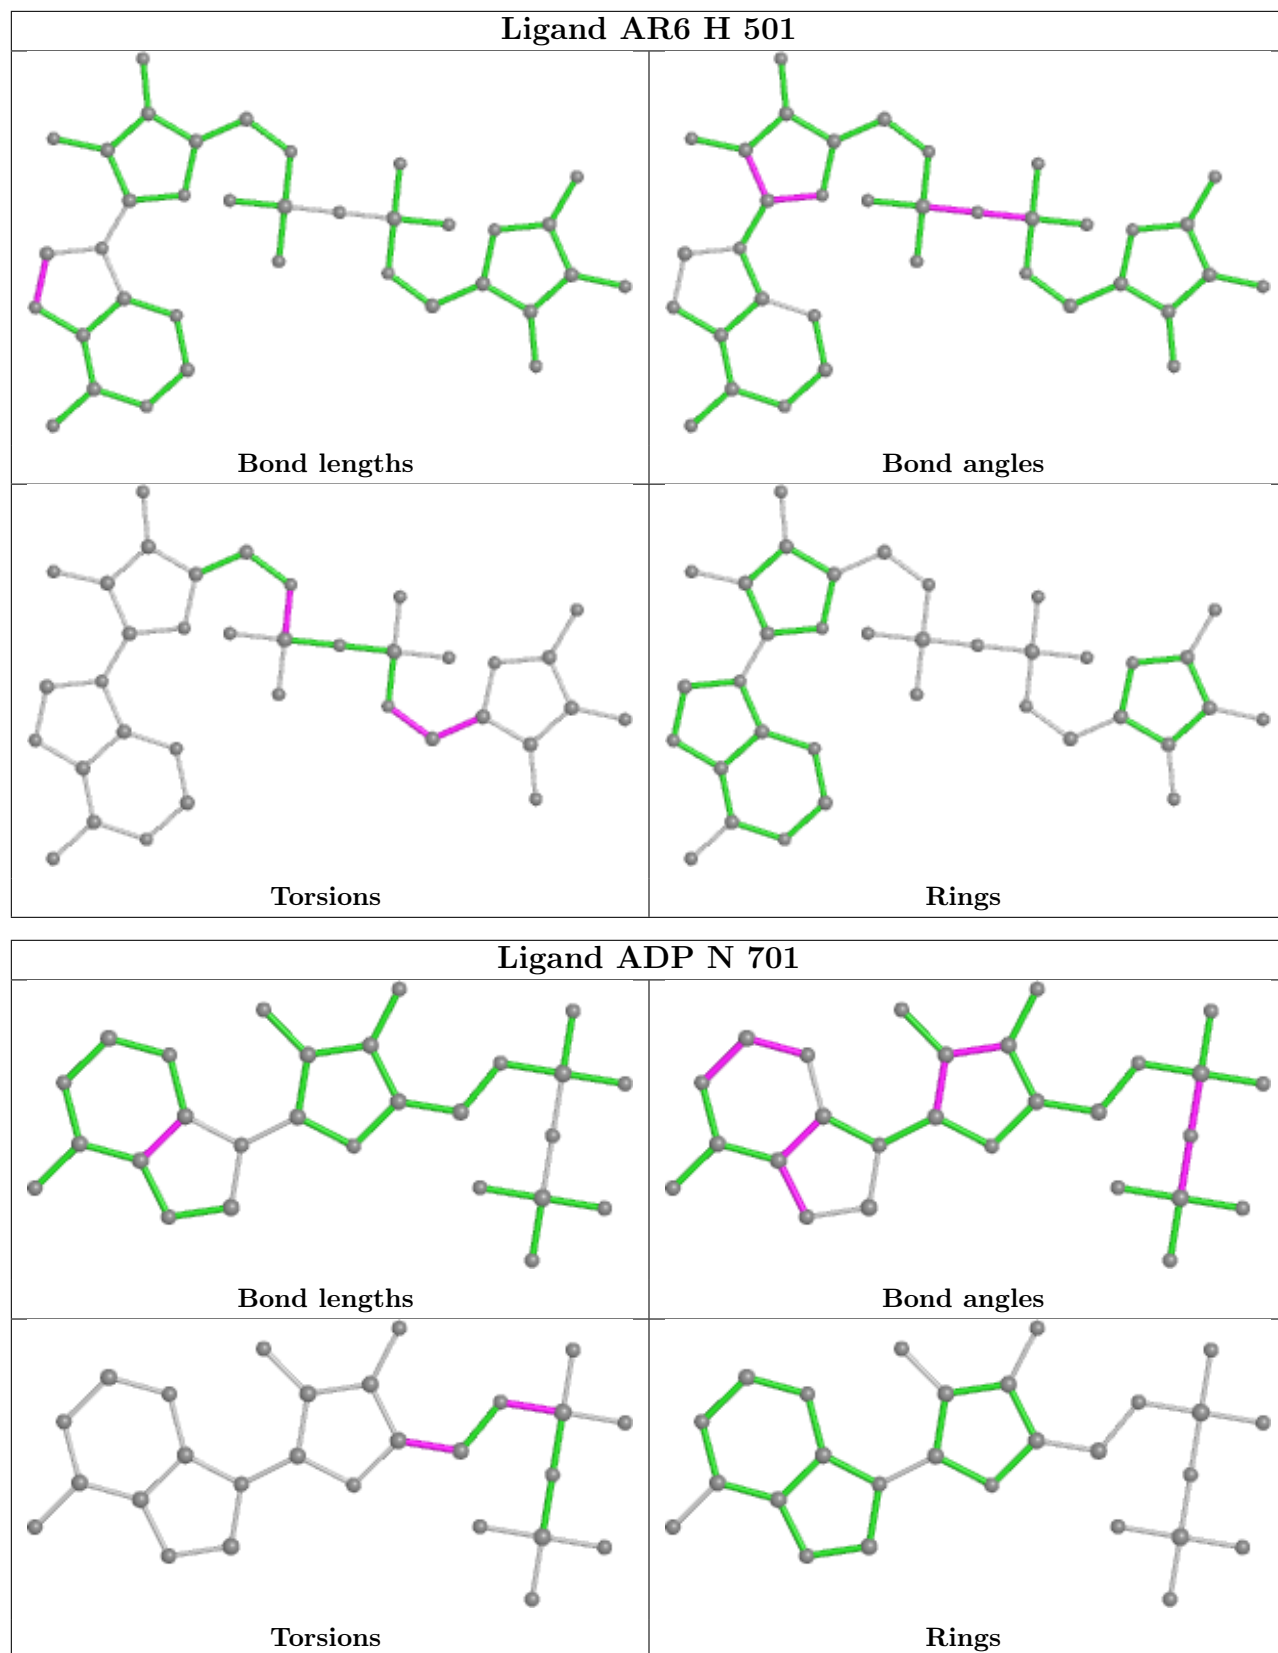 Ligand AR6 H 501
Bond lengths
Bond angles
Torsions
Rings
Ligand ADP N 701
Bond lengths
Bond angles
Torsions
Rings